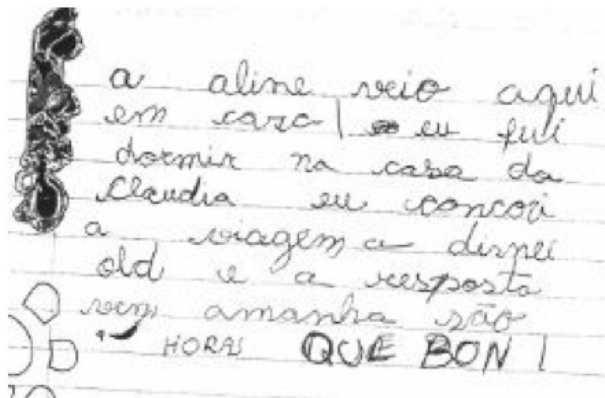 a aline veio aqui
em casa | eu fui
dormir na casa da
Claudia eu concori
a viagem a disnei
old e a resposta
vem amanha são
HORAS QUE BON!